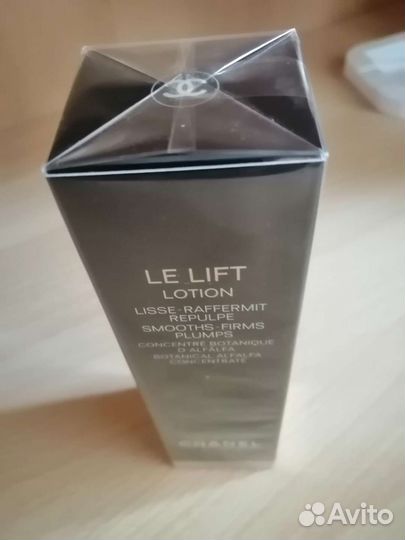 LE LIFT
LOTION
LISSE-RAFFERMIT
REPULPE
SMOOTHS-FIRMS
PLUMPS
CONCENTRÉ BOTANIQUE
D'ALFALFA
BOTANICAL ALFALFA
CONCENTRATE
CHANEL
Avito